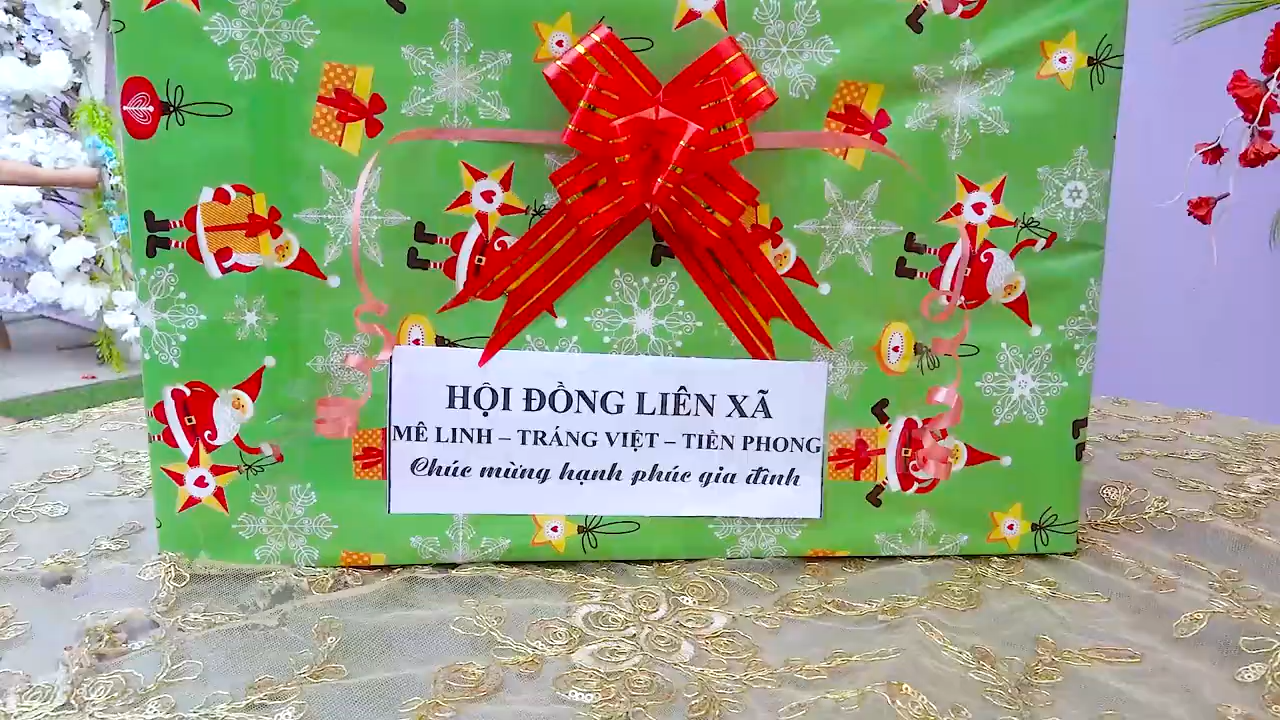 HỘI ĐỒNG LIÊN XÃ
MÊ LINH – TRÁNG VIỆT – TIỀN PHONG
Chúc mừng hạnh phúc gia đình